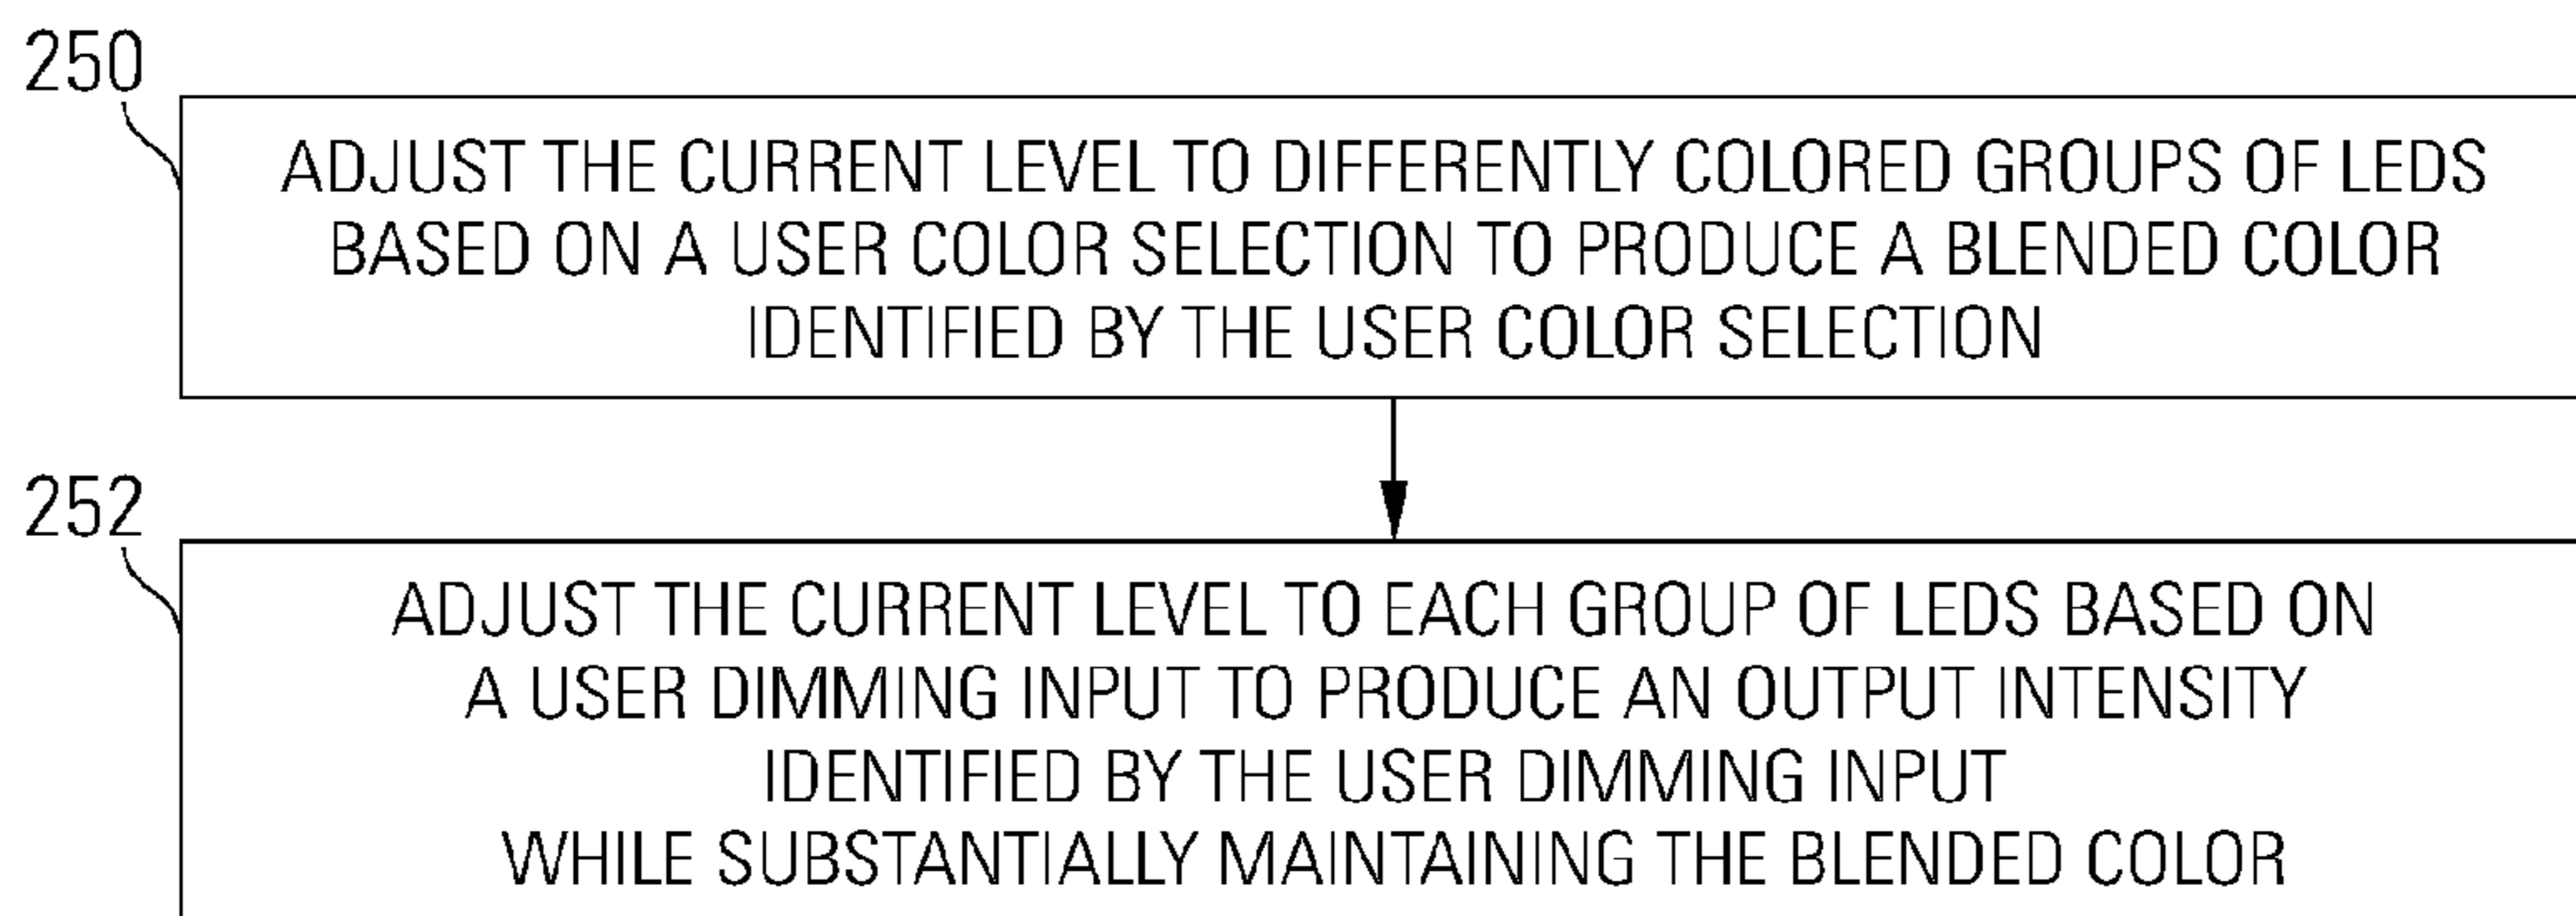 250
ADJUST THE CURRENT LEVEL TO DIFFERENTLY COLORED GROUPS OF LEDS
BASED ON A USER COLOR SELECTION TO PRODUCE A BLENDED COLOR
IDENTIFIED BY THE USER COLOR SELECTION
252
ADJUST THE CURRENT LEVEL TO EACH GROUP OF LEDS BASED ON
A USER DIMMING INPUT TO PRODUCE AN OUTPUT INTENSITY
IDENTIFIED BY THE USER DIMMING INPUT
WHILE SUBSTANTIALLY MAINTAINING THE BLENDED COLOR